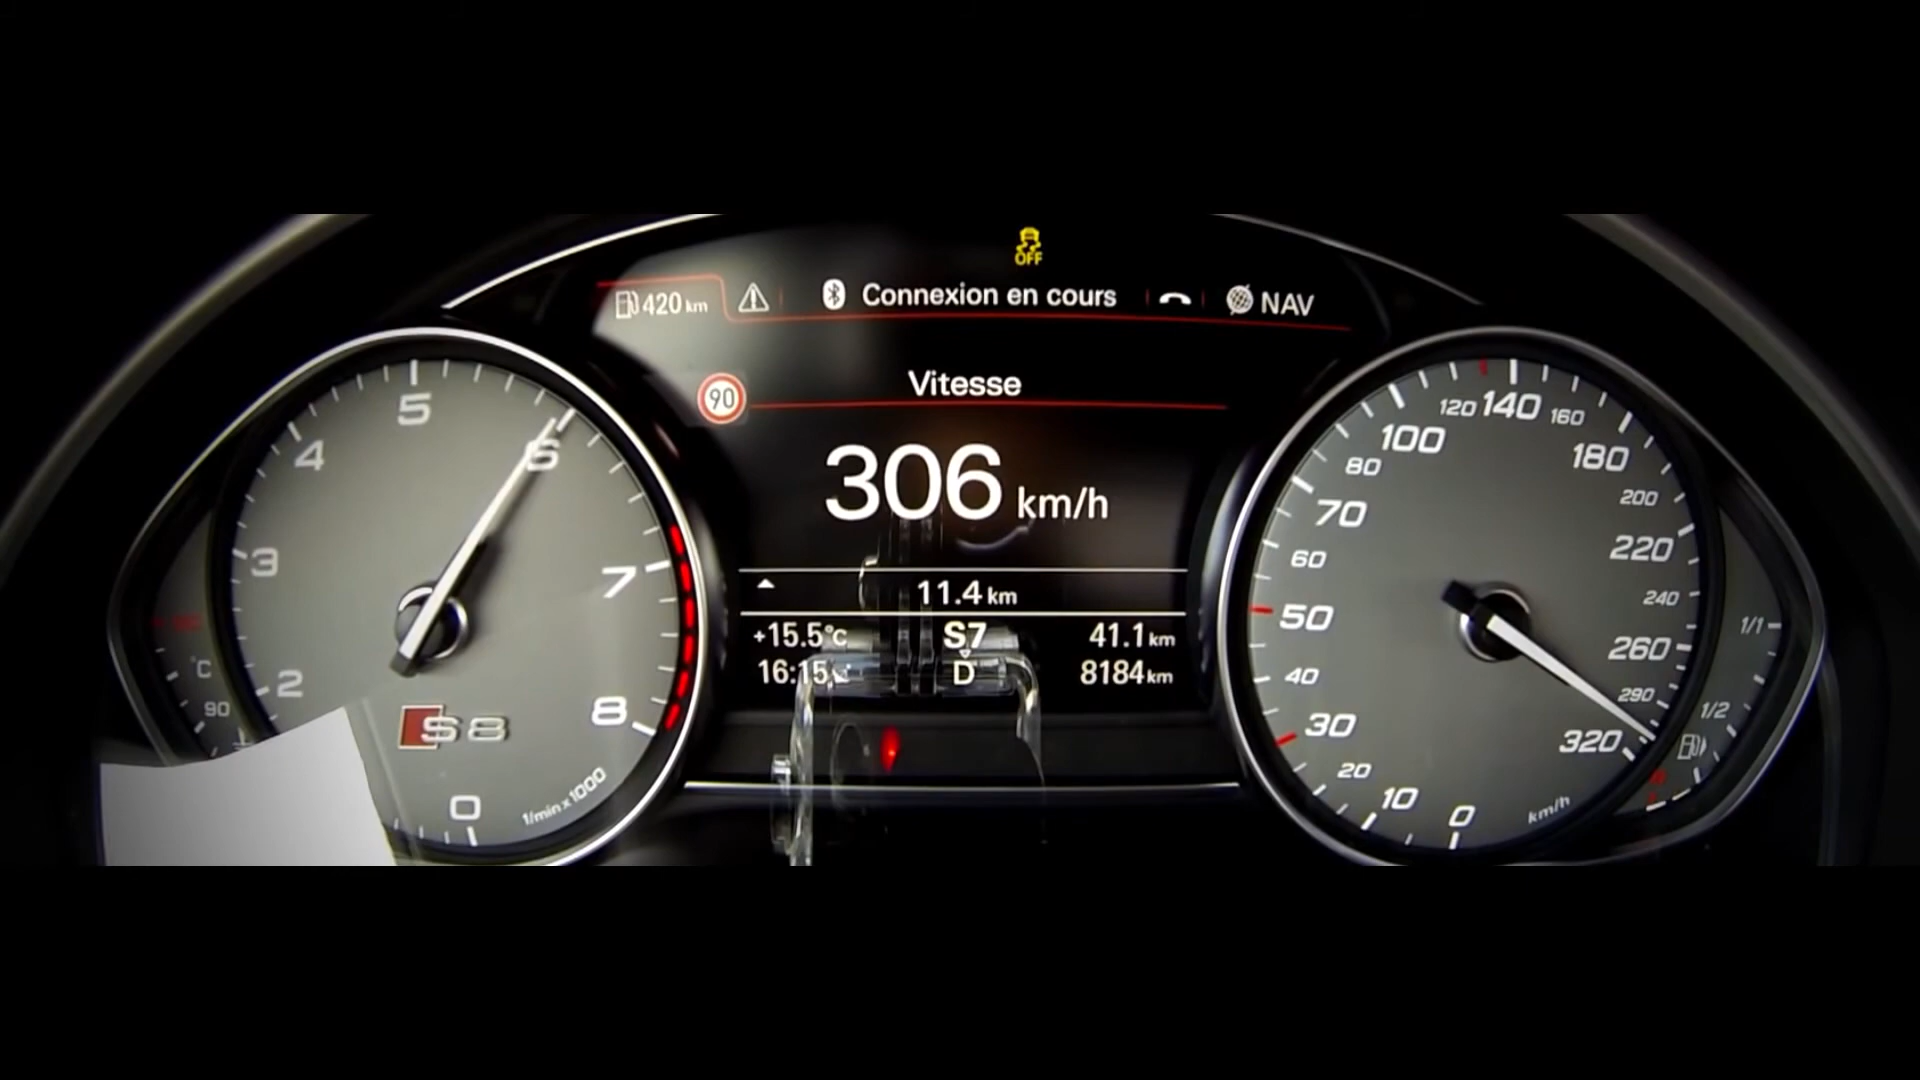 OFF
420 km
Connexion en cours
NAV
90
Vitesse
306 km/h
11.4 km
+15.5°C
S7
41.1 km
16:15
D
8184 km
0
2
3
4
5
6
7
8
S8
1/min x 1000
°C
90
0
10
20
30
40
50
60
70
80
100
120
140
160
180
200
220
240
260
290
320
km/h
1/1
1/2